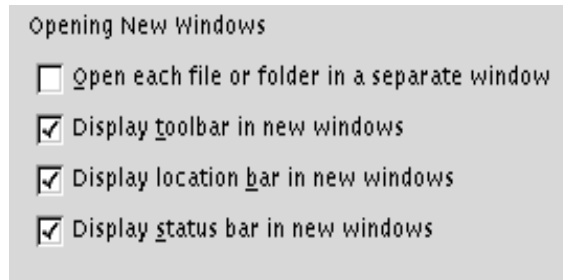 Opening New Windows
Open each file or folder in a separate window
Display toolbar in new windows
Display location bar in new windows
Display status bar in new windows